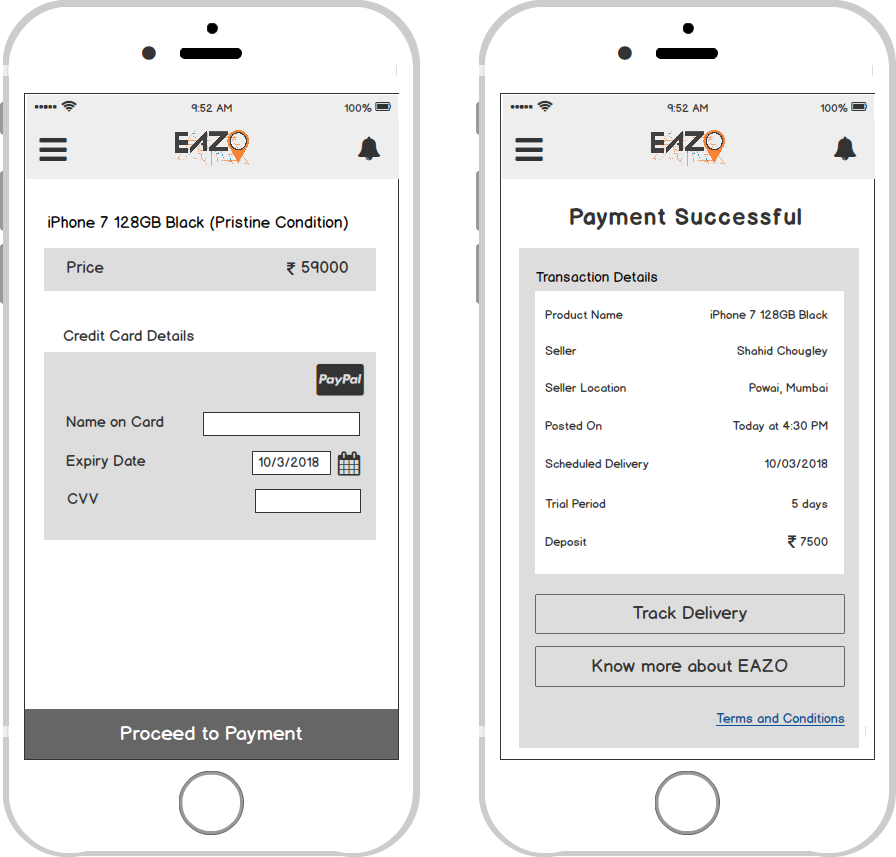 9:52 AM 100%
EAZO
iPhone 7 128GB Black (Pristine Condition)
Price ₹ 59000
Credit Card Details
PayPal
Name on Card
Expiry Date 10/3/2018
CVV
Proceed to Payment
9:52 AM 100%
EAZO
Payment Successful
Transaction Details
Product Name iPhone 7 128GB Black
Seller Shahid Chougley
Seller Location Powai, Mumbai
Posted On Today at 4:30 PM
Scheduled Delivery 10/03/2018
Trial Period 5 days
Deposit ₹ 7500
Track Delivery
Know more about EAZO
Terms and Conditions